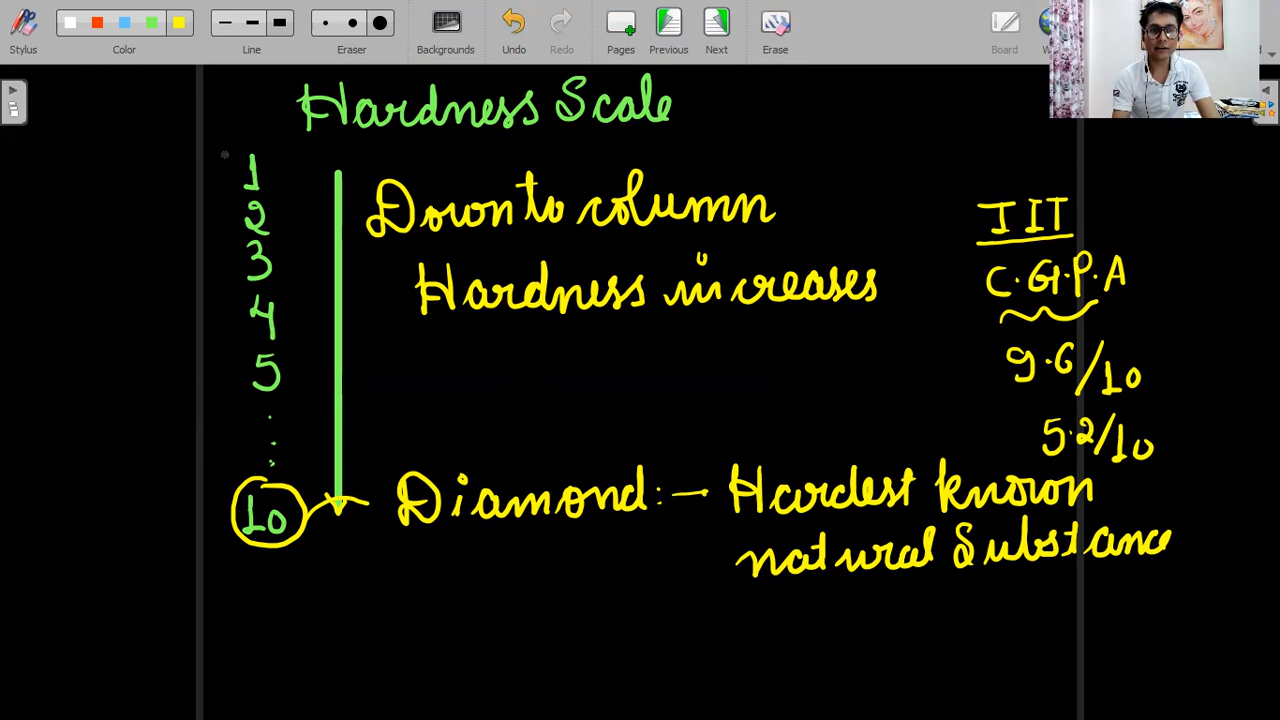 Stylus
Color
Line
Eraser
Backgrounds
Undo
Redo
Pages
Previous
Next
Erase
Board
Hardness Scale
1
2
3
4
5
10
Down to column
Hardness increases
IIT
C.G.P.A
9.6/10
5.2/10
Diamond:- Hardest known
natural Substance